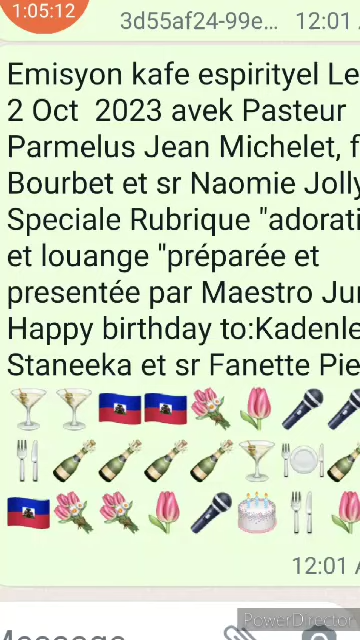 1:05:12
3d55af24-99e... 12:01
Emisyon kafe espirityel Le
2 Oct 2023 avek Pasteur
Parmelus Jean Michelet, f
Bourbet et sr Naomie Jolly
Speciale Rubrique "adorati
et louange "préparée et
presentée par Maestro Ju
Happy birthday to:Kadenle
Staneeka et sr Fanette Pie
12:01 A
Message
PowerDirector